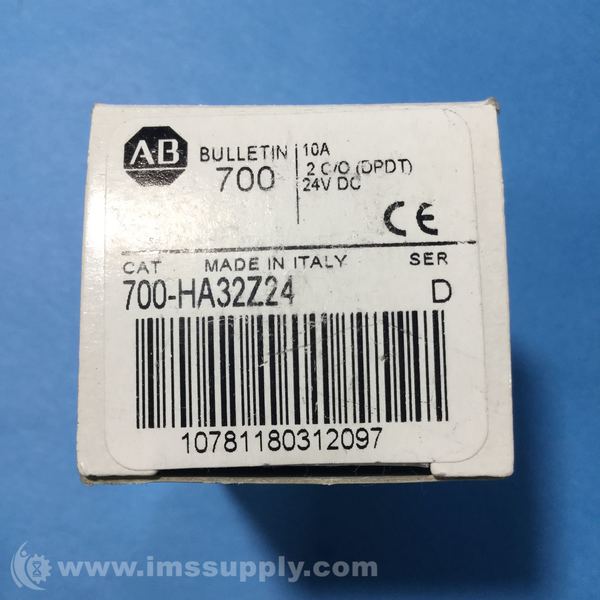 AB
BULLETIN
700
10A
2 C/O (DPDT)
24V DC
CE
CAT MADE IN ITALY SER
700-HA32Z24 D
10781180312097
www.imssupply.com